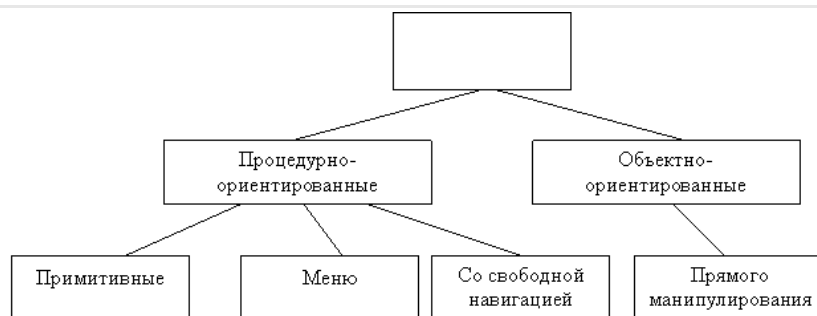 Процедурно-
ориентированные
Объектно-
ориентированные
Примитивные
Меню
Со свободной
навигацией
Прямого
манипулирования